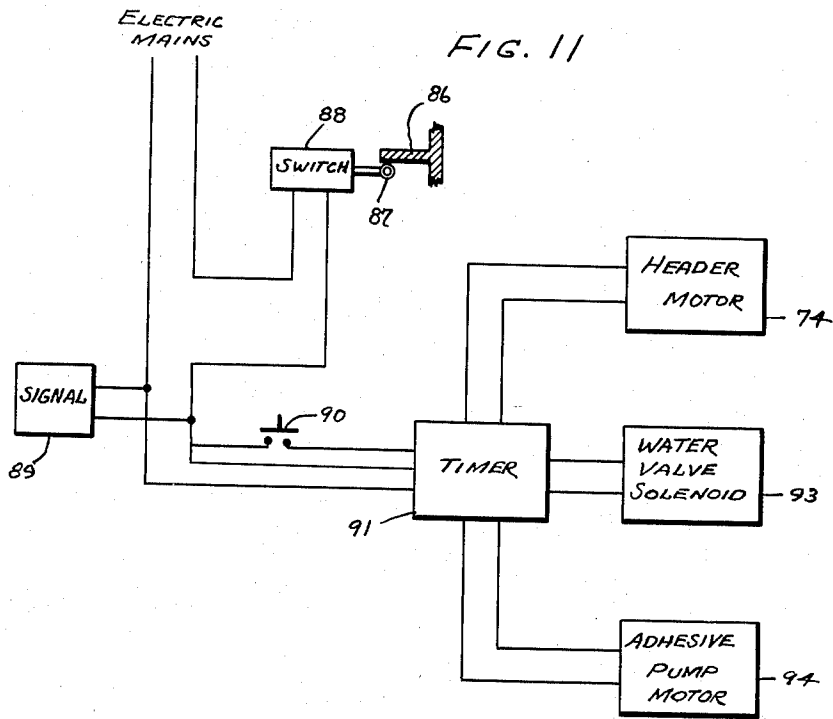 ELECTRIC
MAINS
FIG. 11
86
88
SWITCH
87
HEADER
MOTOR
74
SIGNAL
89
90
TIMER
91
WATER
VALVE
SOLENOID
93
ADHESIVE
PUMP
MOTOR
94